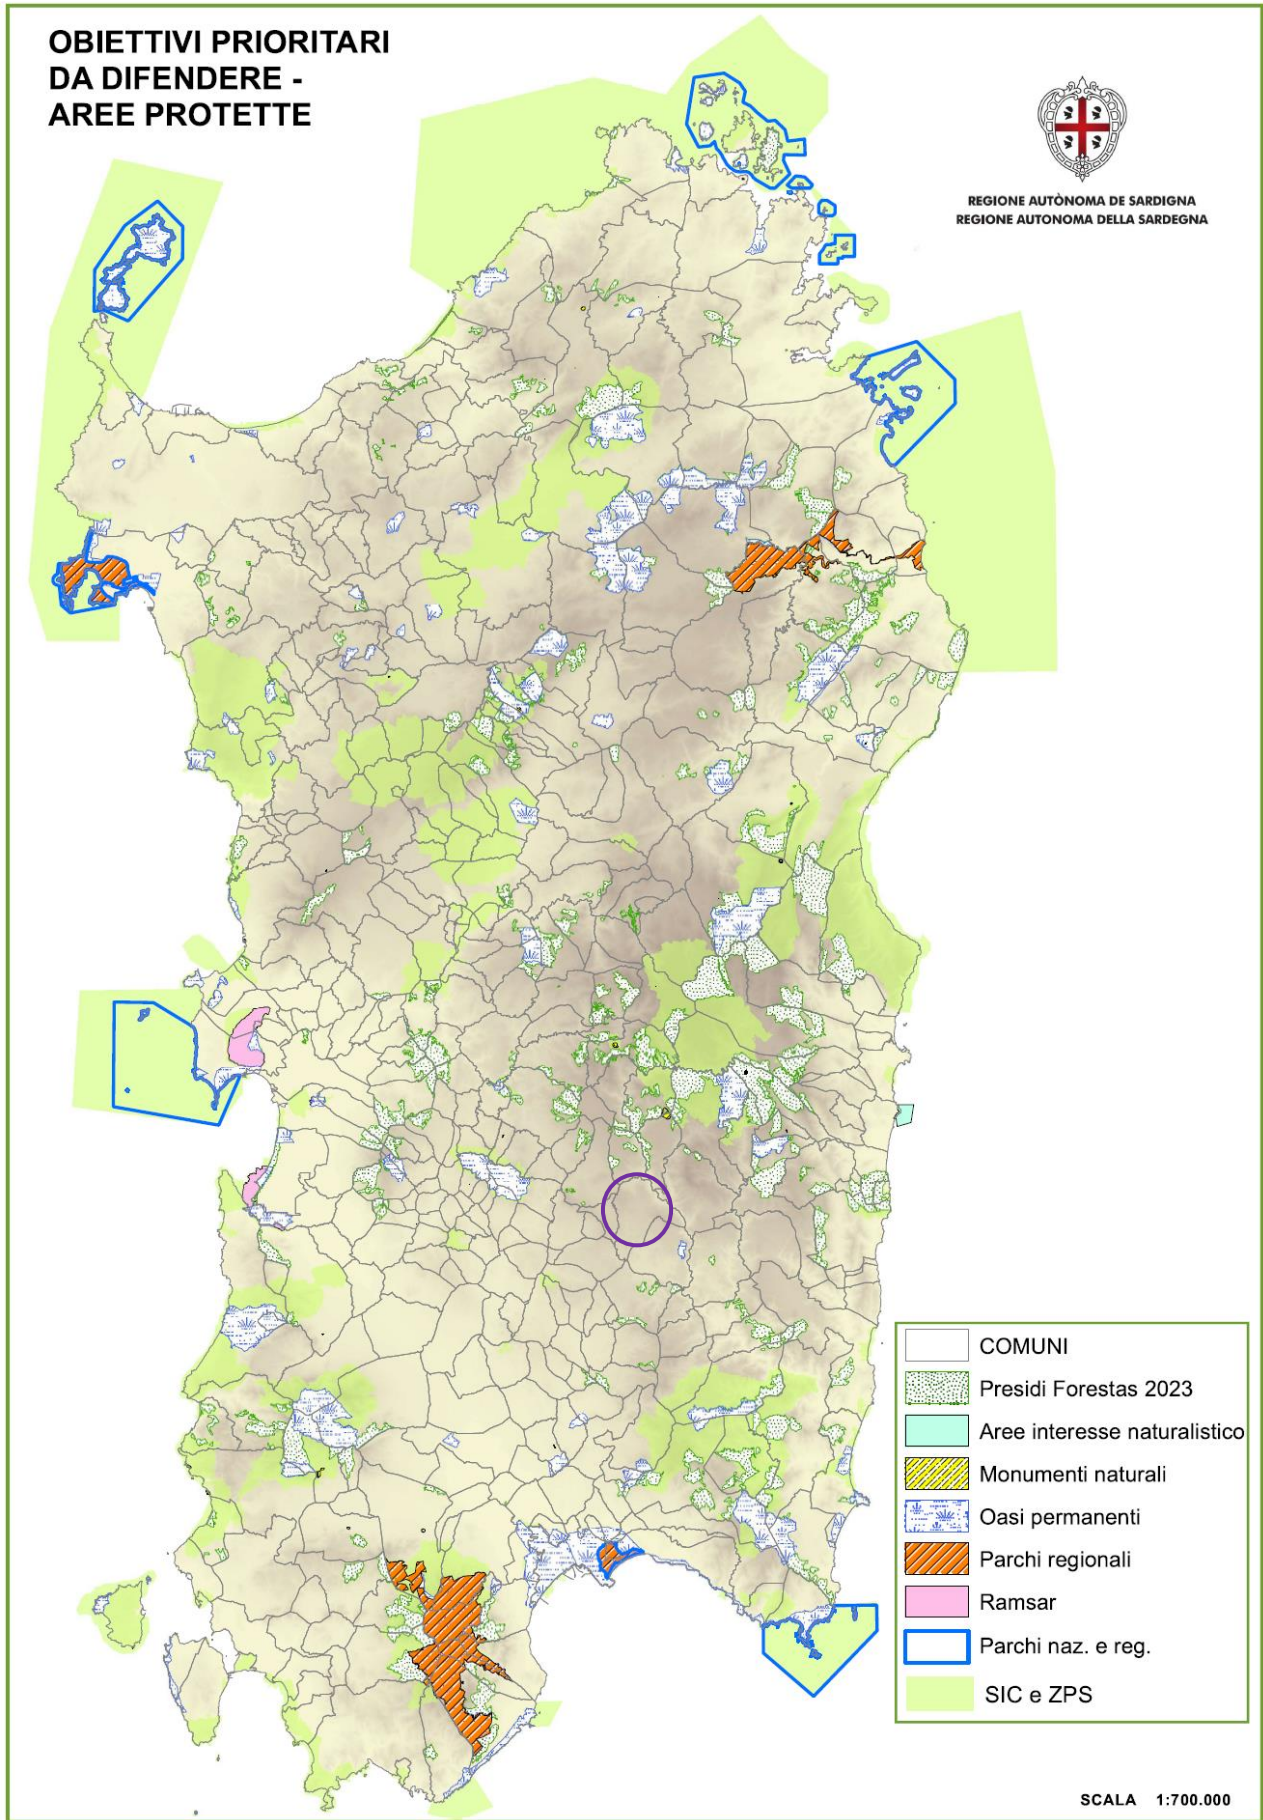 OBIETTIVI PRIORITARI
DA DIFENDERE -
AREE PROTETTE
REGIONE AUTÒNOMA DE SARDIGNA
REGIONE AUTONOMA DELLA SARDEGNA
COMUNI
Presidi Forestas 2023
Aree interesse naturalistico
Monumenti naturali
Oasi permanenti
Parchi regionali
Ramsar
Parchi naz. e reg.
SIC e ZPS
SCALA 1:700.000